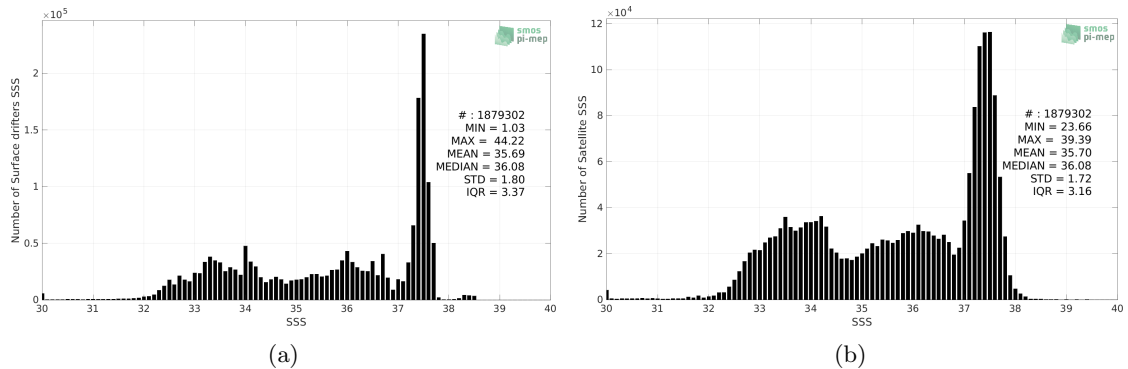 ×10⁵
smos
pi-mep
Number of Surface drifters SSS
2
1.5
1
0.5
0
# : 1879302
MIN = 1.03
MAX = 44.22
MEAN = 35.69
MEDIAN = 36.08
STD = 1.80
IQR = 3.37
30 31 32 33 34 35 36 37 38 39 40
SSS
(a)
×10⁴
smos
pi-mep
Number of Satellite SSS
12
10
8
6
4
2
0
# : 1879302
MIN = 23.66
MAX = 39.39
MEAN = 35.70
MEDIAN = 36.08
STD = 1.72
IQR = 3.16
30 31 32 33 34 35 36 37 38 39 40
SSS
(b)